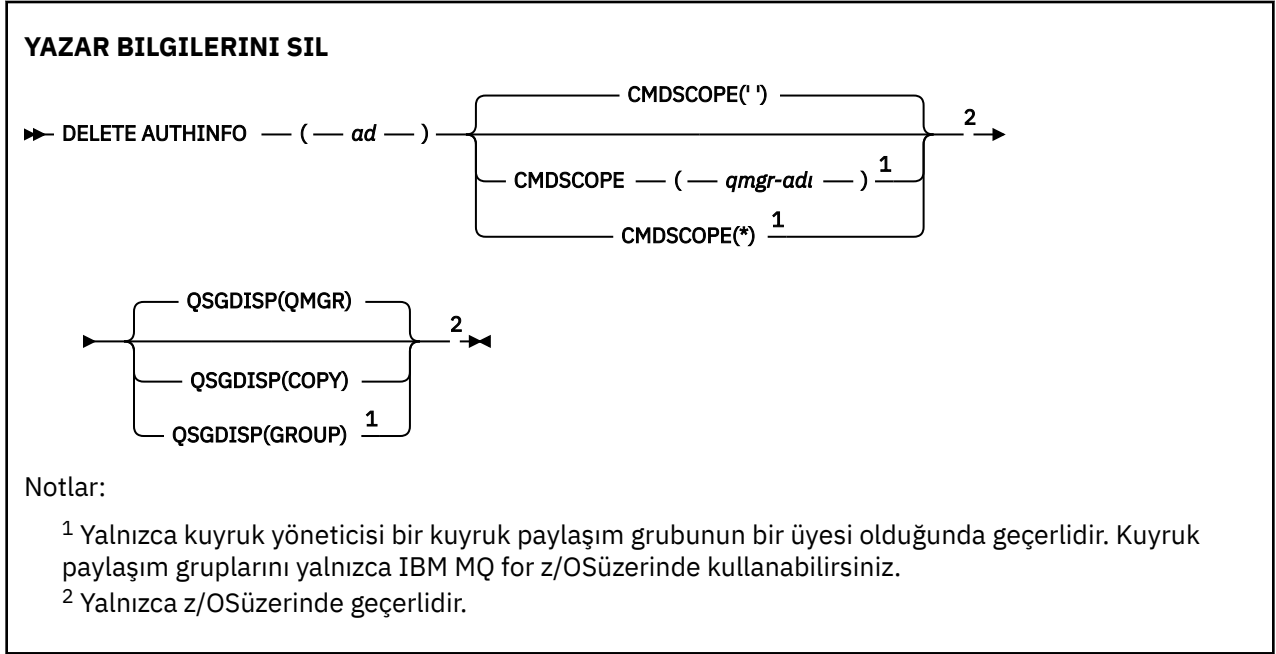 YAZAR BILGILERINI SIL
CMDSCOPE(' ')
DELETE AUTHINFO ( ad ) 2
CMDSCOPE ( qmgr-adı ) 1
CMDSCOPE(*) 1
QSGDISP(QMGR)
2
QSGDISP(COPY)
QSGDISP(GROUP) 1
Notlar:
1 Yalnızca kuyruk yöneticisi bir kuyruk paylaşım grubunun bir üyesi olduğunda geçerlidir. Kuyruk
paylaşım gruplarını yalnızca IBM MQ for z/OSüzerinde kullanabilirsiniz.
2 Yalnızca z/OSüzerinde geçerlidir.